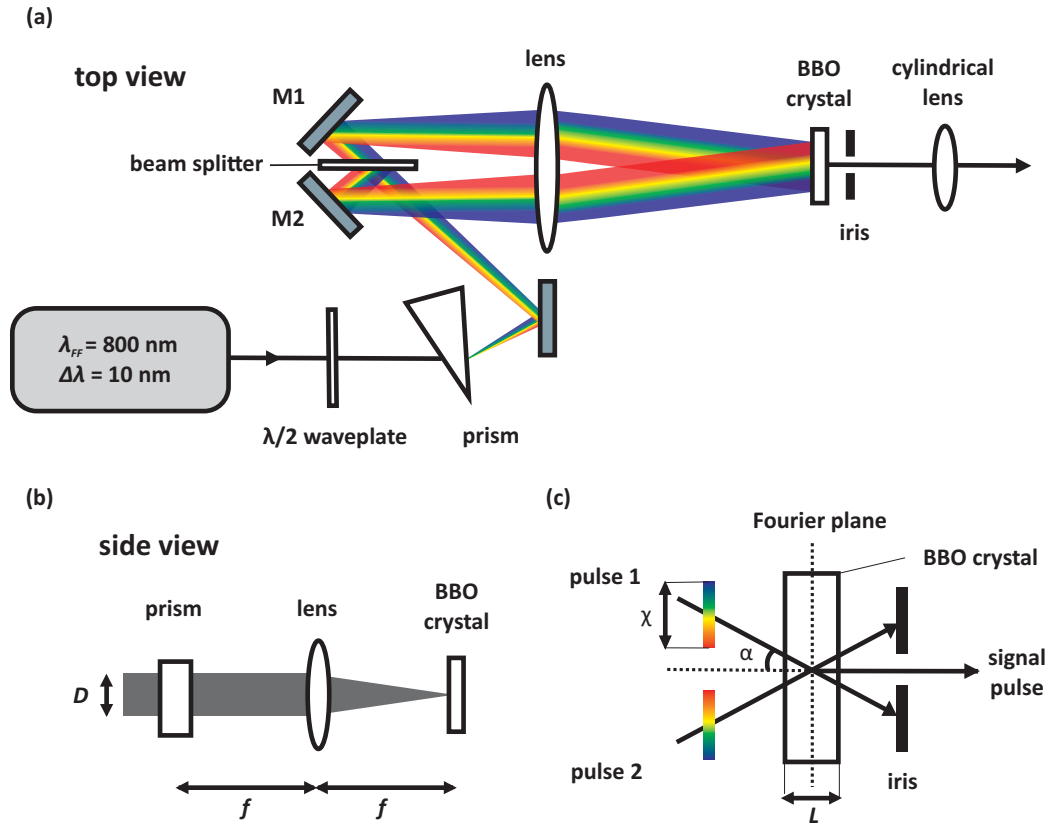 (a)
top view
M1
lens
BBO
crystal
cylindrical
lens
beam splitter
M2
iris
λFF = 800 nm
Δλ = 10 nm
λ/2 waveplate
prism
(b)
side view
prism
lens
BBO
crystal
D
f
f
(c)
Fourier plane
BBO crystal
pulse 1
χ
α
signal
pulse
pulse 2
iris
L